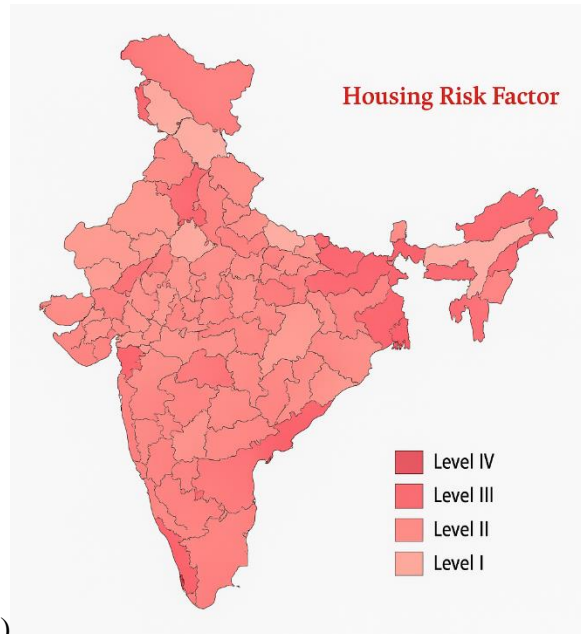 Housing Risk Factor
Level IV
Level III
Level II
Level I
)